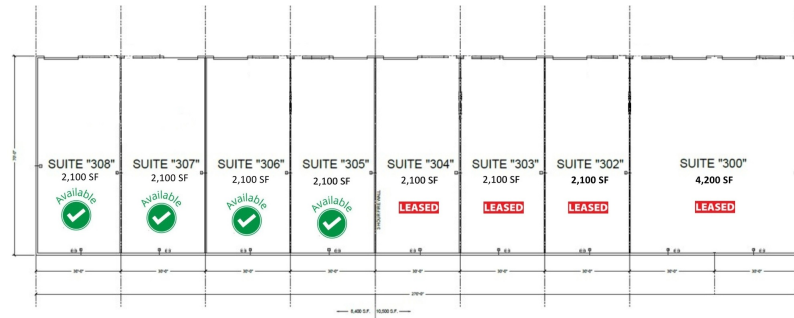 SUITE "308"
2,100 SF
Available
SUITE "307"
2,100 SF
Available
SUITE "306"
2,100 SF
Available
SUITE "305"
2,100 SF
Available
SUITE "304"
2,100 SF
LEASED
SUITE "303"
2,100 SF
LEASED
SUITE "302"
2,100 SF
LEASED
SUITE "300"
4,200 SF
LEASED